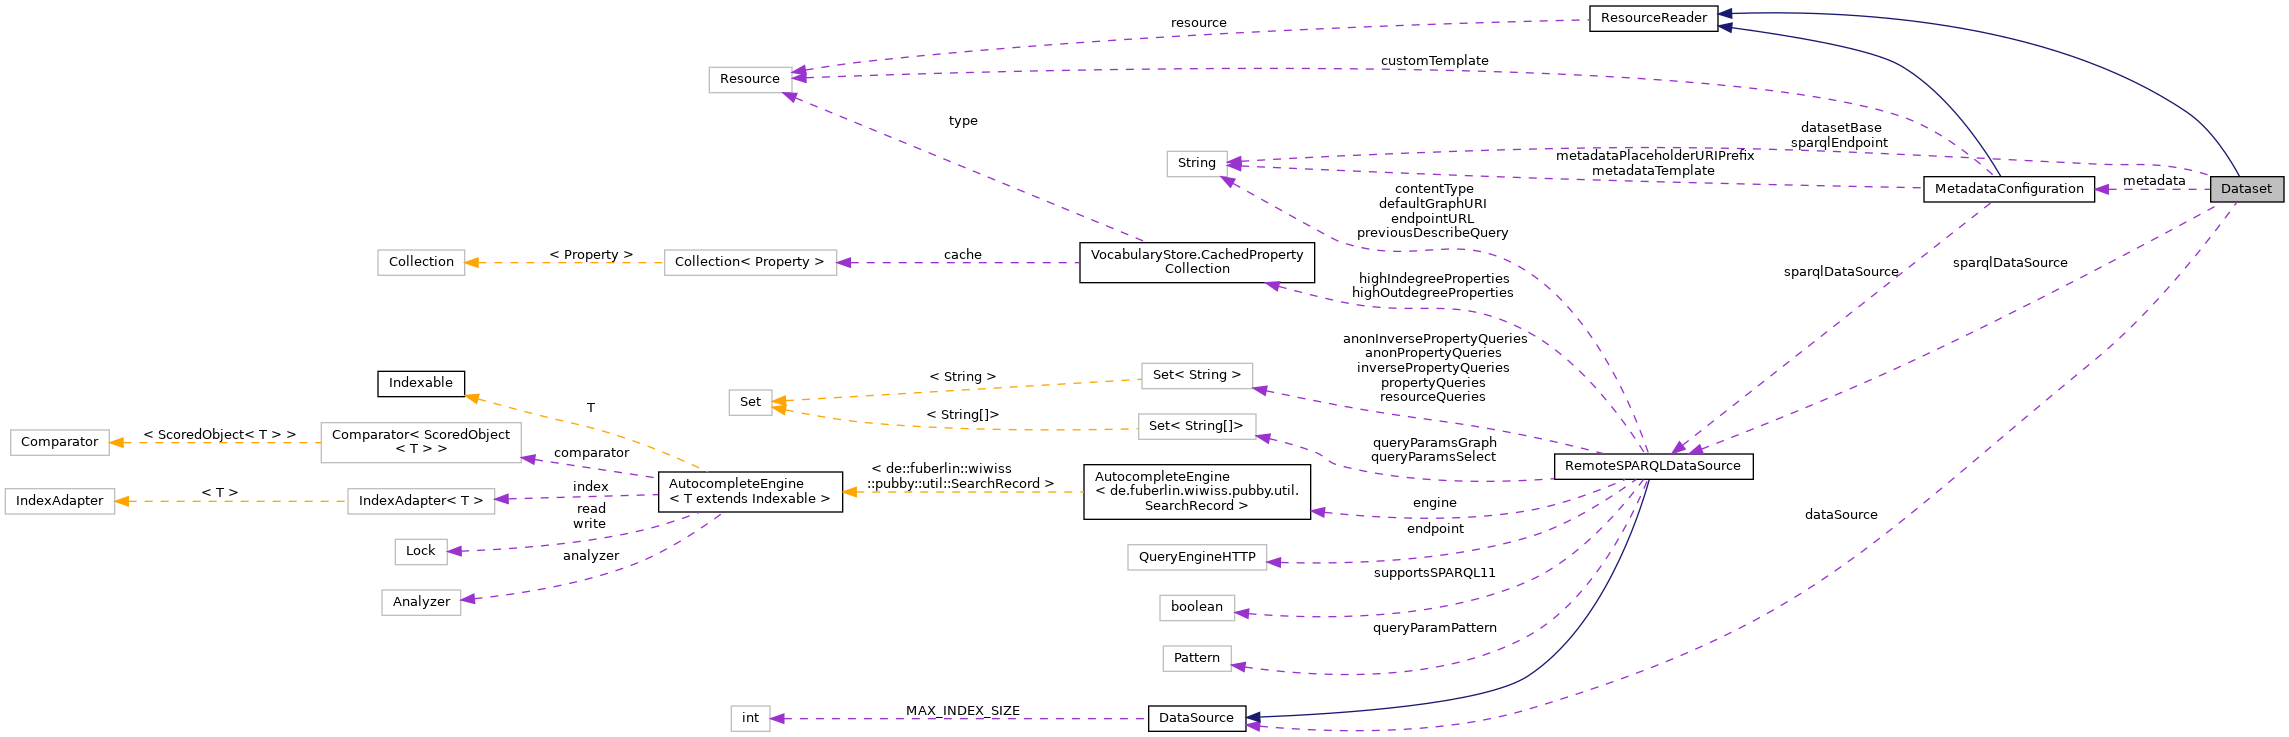 ResourceReader
resource
customTemplate
Resource
type
datasetBase
sparqlEndpoint
String
metadataPlaceholderURIPrefix
metadataTemplate
metadata
MetadataConfiguration
Dataset
contentType
defaultGraphURI
endpointURL
previousDescribeQuery
Collection
< Property >
Collection< Property >
cache
VocabularyStore.CachedProperty
Collection
sparqlDataSource
sparqlDataSource
highIndegreeProperties
highOutdegreeProperties
anonInversePropertyQueries
anonPropertyQueries
inversePropertyQueries
propertyQueries
resourceQueries
Indexable
T
Set
< String >
Set< String >
< String[]>
Set< String[]>
Comparator
< ScoredObject< T > >
Comparator< ScoredObject
< T > >
comparator
queryParamsGraph
queryParamsSelect
RemoteSPARQLDataSource
IndexAdapter
< T >
IndexAdapter< T >
index
AutocompleteEngine
< T extends Indexable >
< de::fuberlin::wiwiss
::pubby::util::SearchRecord >
AutocompleteEngine
< de.fuberlin.wiwiss.pubby.util.
SearchRecord >
engine
read
write
Lock
analyzer
Analyzer
endpoint
QueryEngineHTTP
supportsSPARQL11
boolean
queryParamPattern
Pattern
dataSource
int
MAX_INDEX_SIZE
DataSource